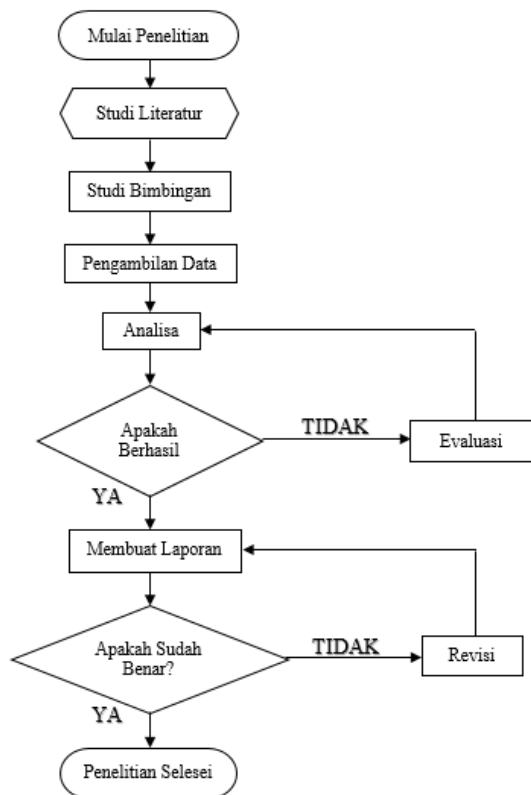 Mulai Penelitian
Studi Literatur
Studi Bimbingan
Pengambilan Data
Analisa
Apakah
Berhasil
TIDAK
Evaluasi
YA
Membuat Laporan
Apakah Sudah
Benar?
TIDAK
Revisi
YA
Penelitian Selesei